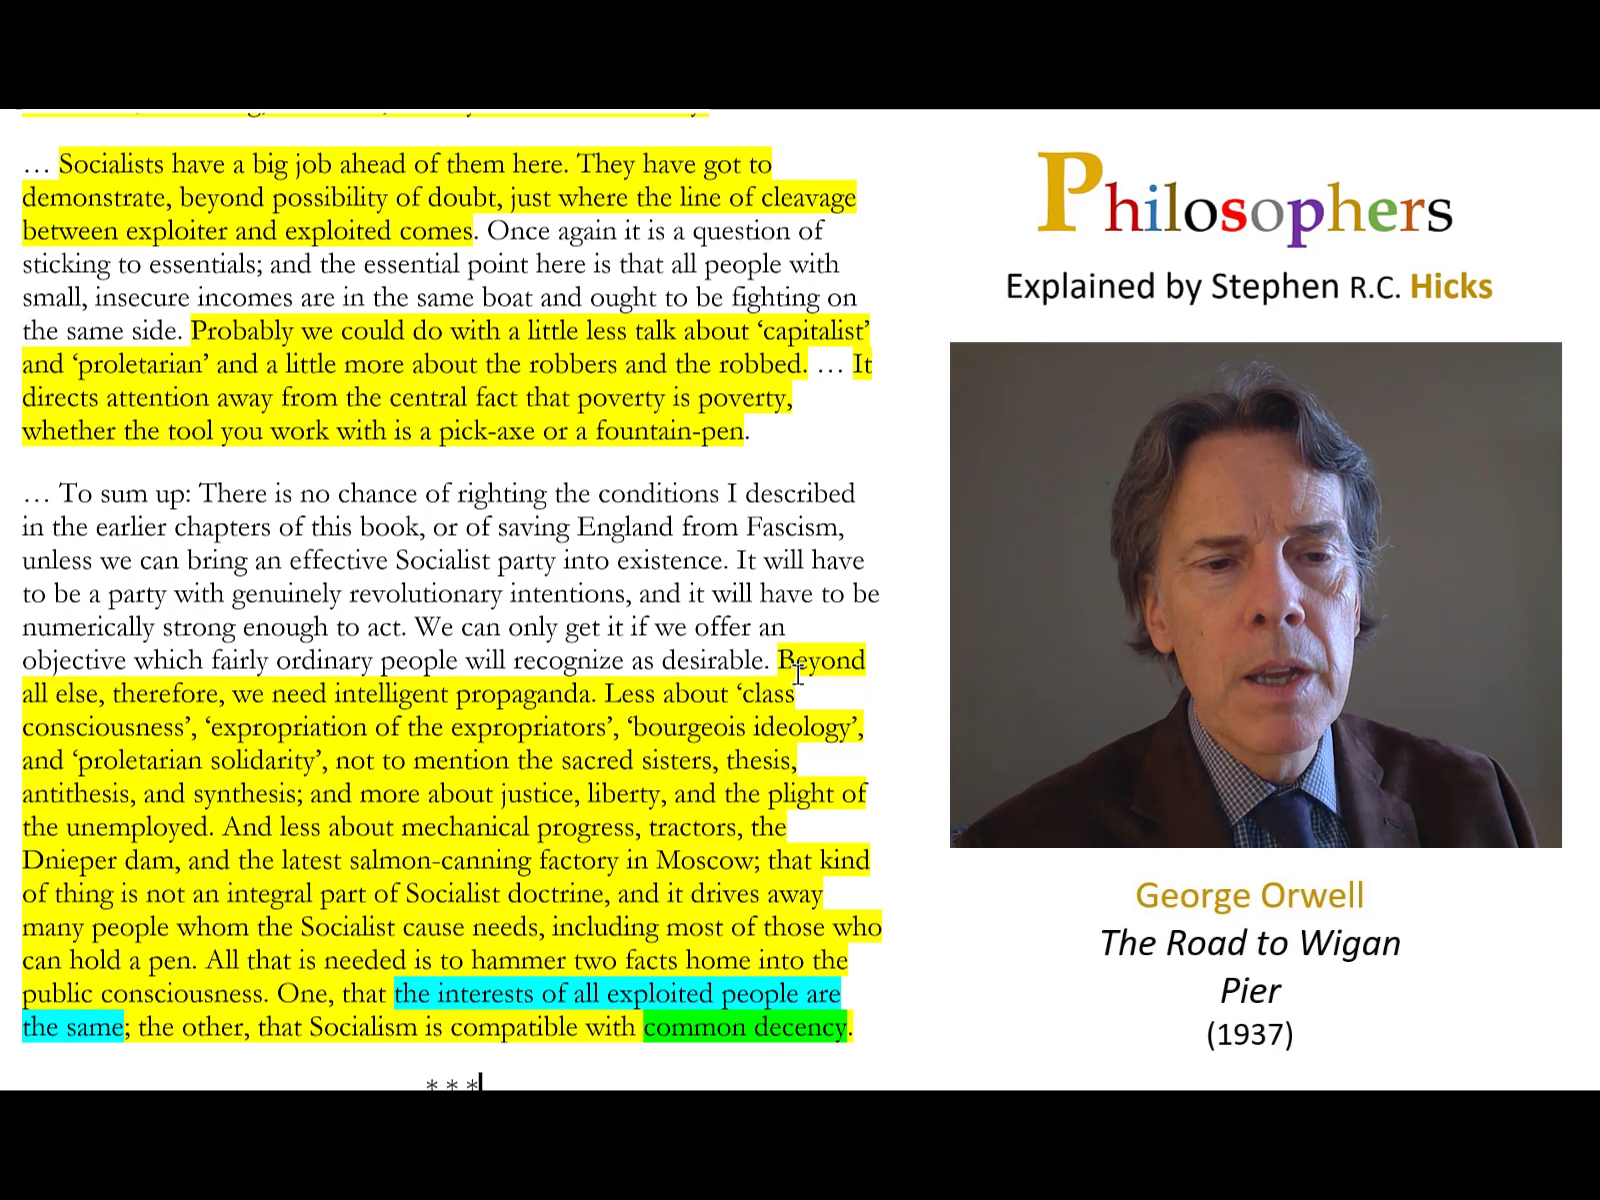 … Socialists have a big job ahead of them here. They have got to
demonstrate, beyond possibility of doubt, just where the line of cleavage
between exploiter and exploited comes. Once again it is a question of
sticking to essentials; and the essential point here is that all people with
small, insecure incomes are in the same boat and ought to be fighting on
the same side. Probably we could do with a little less talk about ‘capitalist’
and ‘proletarian’ and a little more about the robbers and the robbed. … It
directs attention away from the central fact that poverty is poverty,
whether the tool you work with is a pick-axe or a fountain-pen.
… To sum up: There is no chance of righting the conditions I described
in the earlier chapters of this book, or of saving England from Fascism,
unless we can bring an effective Socialist party into existence. It will have
to be a party with genuinely revolutionary intentions, and it will have to be
numerically strong enough to act. We can only get it if we offer an
objective which fairly ordinary people will recognize as desirable. Beyond
all else, therefore, we need intelligent propaganda. Less about ‘class
consciousness’, ‘expropriation of the expropriators’, ‘bourgeois ideology’,
and ‘proletarian solidarity’, not to mention the sacred sisters, thesis,
antithesis, and synthesis; and more about justice, liberty, and the plight of
the unemployed. And less about mechanical progress, tractors, the
Dnieper dam, and the latest salmon-canning factory in Moscow; that kind
of thing is not an integral part of Socialist doctrine, and it drives away
many people whom the Socialist cause needs, including most of those who
can hold a pen. All that is needed is to hammer two facts home into the
public consciousness. One, that the interests of all exploited people are
the same; the other, that Socialism is compatible with common decency.
* * *
Philosophers
Explained by Stephen R.C. Hicks
George Orwell
The Road to Wigan
Pier
(1937)